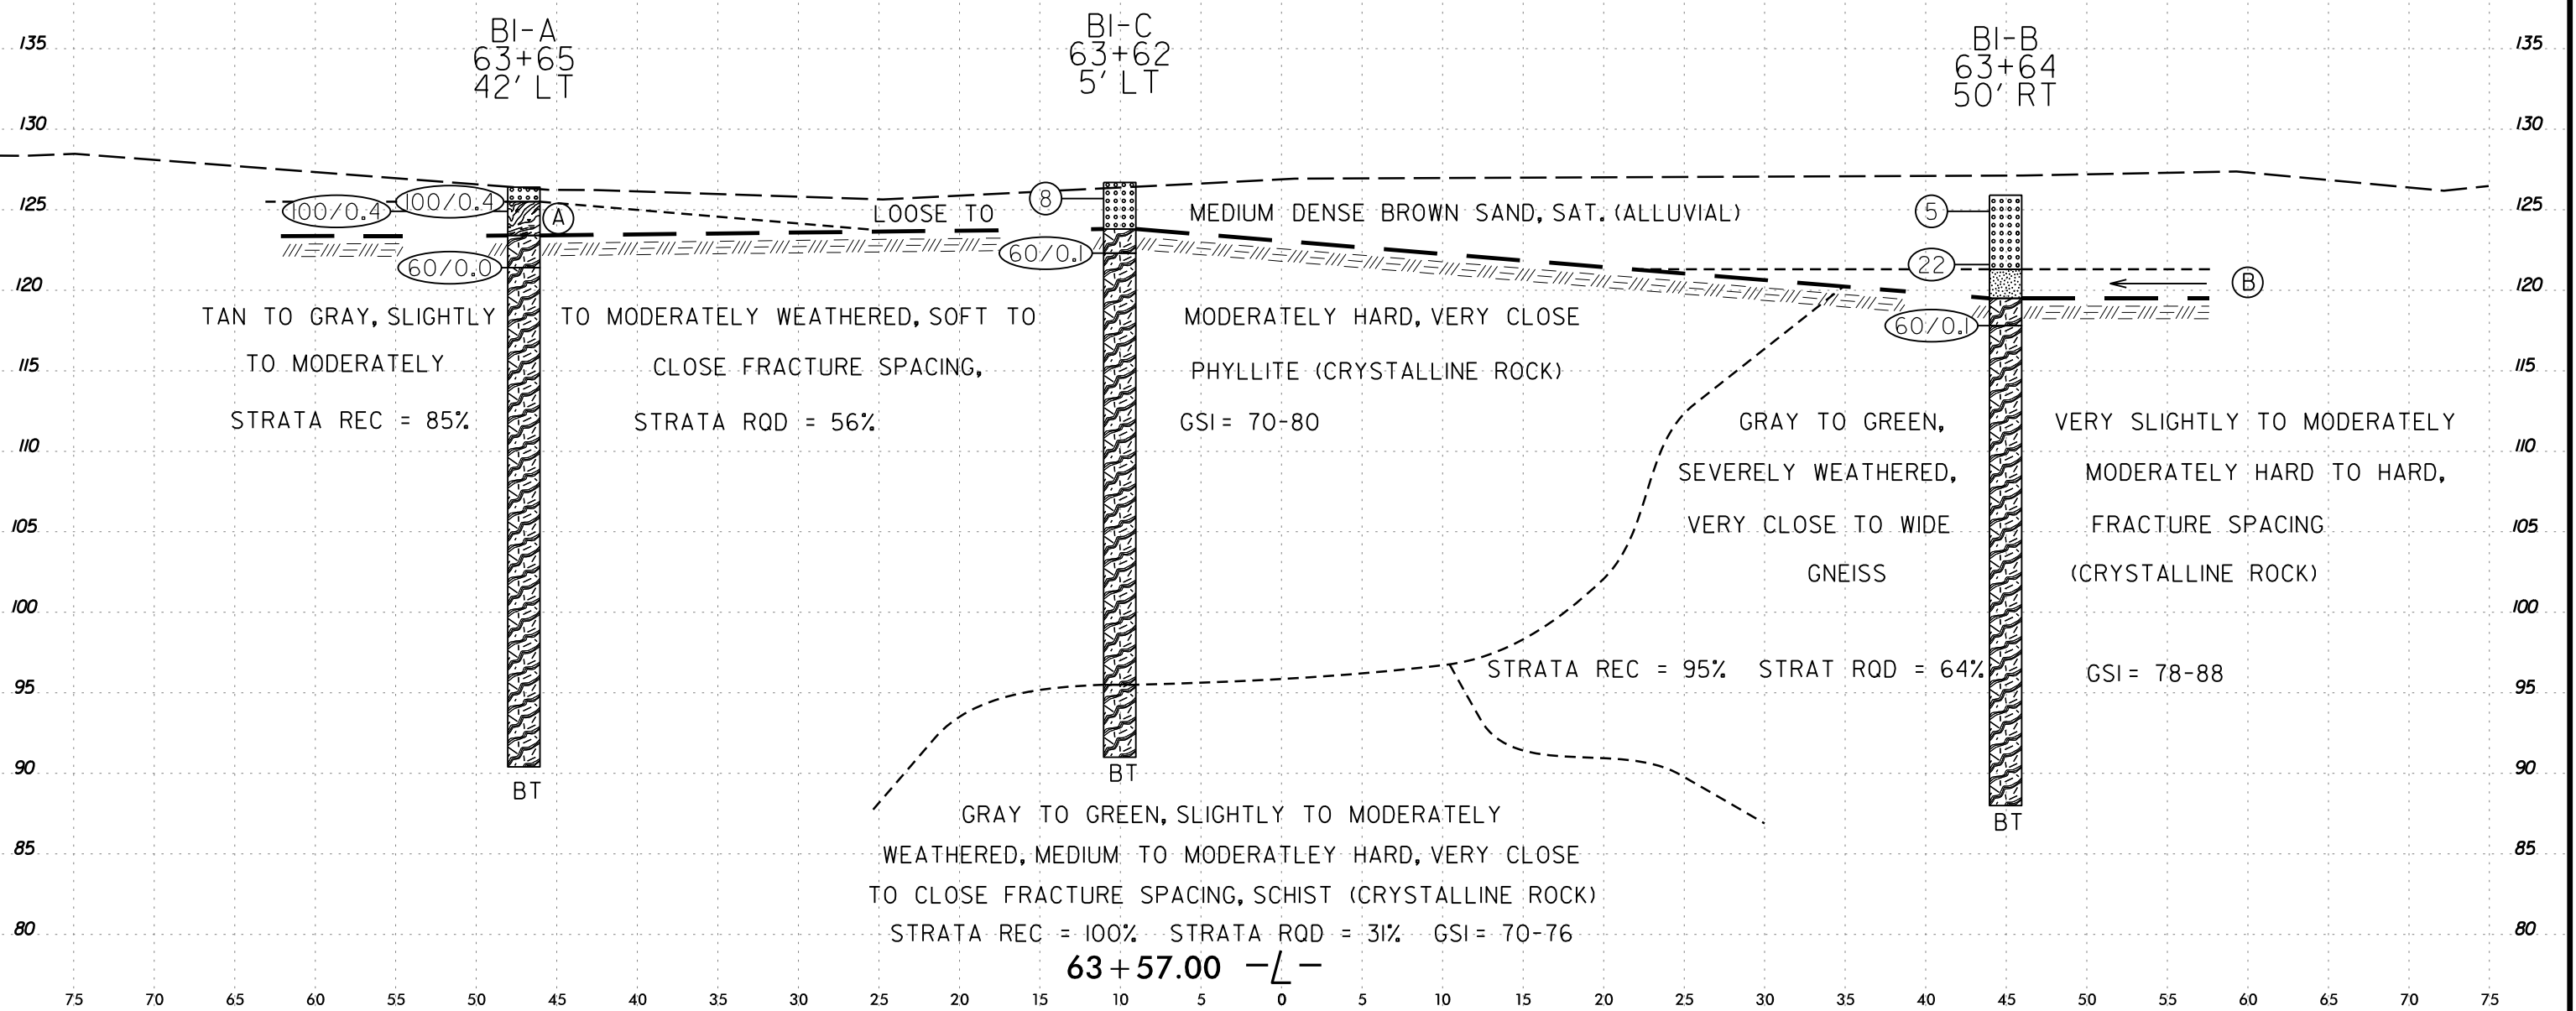 BI-A
63+65
42' LT
BI-C
63+62
5' LT
BI-B
63+64
50' RT
135 135
130 130
125 125
120 120
115 115
110 110
105 105
100 100
95 95
90 90
85 85
80 80
100/0.4 100/0.4 A
60/0.0
8
60/0.1
5
22
60/0.1
B
LOOSE TO MEDIUM DENSE BROWN SAND, SAT. (ALLUVIAL)
TAN TO GRAY, SLIGHTLY TO MODERATELY WEATHERED, SOFT TO MODERATELY HARD, VERY CLOSE
TO MODERATELY CLOSE FRACTURE SPACING, PHYLLITE (CRYSTALLINE ROCK)
STRATA REC = 85% STRATA RQD = 56% GSI = 70-80
GRAY TO GREEN, VERY SLIGHTLY TO MODERATELY
SEVERELY WEATHERED, MODERATELY HARD TO HARD,
VERY CLOSE TO WIDE FRACTURE SPACING
GNEISS (CRYSTALLINE ROCK)
STRATA REC = 95% STRAT RQD = 64% GSI = 78-88
BT
BT
BT
GRAY TO GREEN, SLIGHTLY TO MODERATELY
WEATHERED, MEDIUM TO MODERATLEY HARD, VERY CLOSE
TO CLOSE FRACTURE SPACING, SCHIST (CRYSTALLINE ROCK)
STRATA REC = 100% STRATA RQD = 31% GSI = 70-76
63+57.00 -L-
75 70 65 60 55 50 45 40 35 30 25 20 15 10 5 0 5 10 15 20 25 30 35 40 45 50 55 60 65 70 75